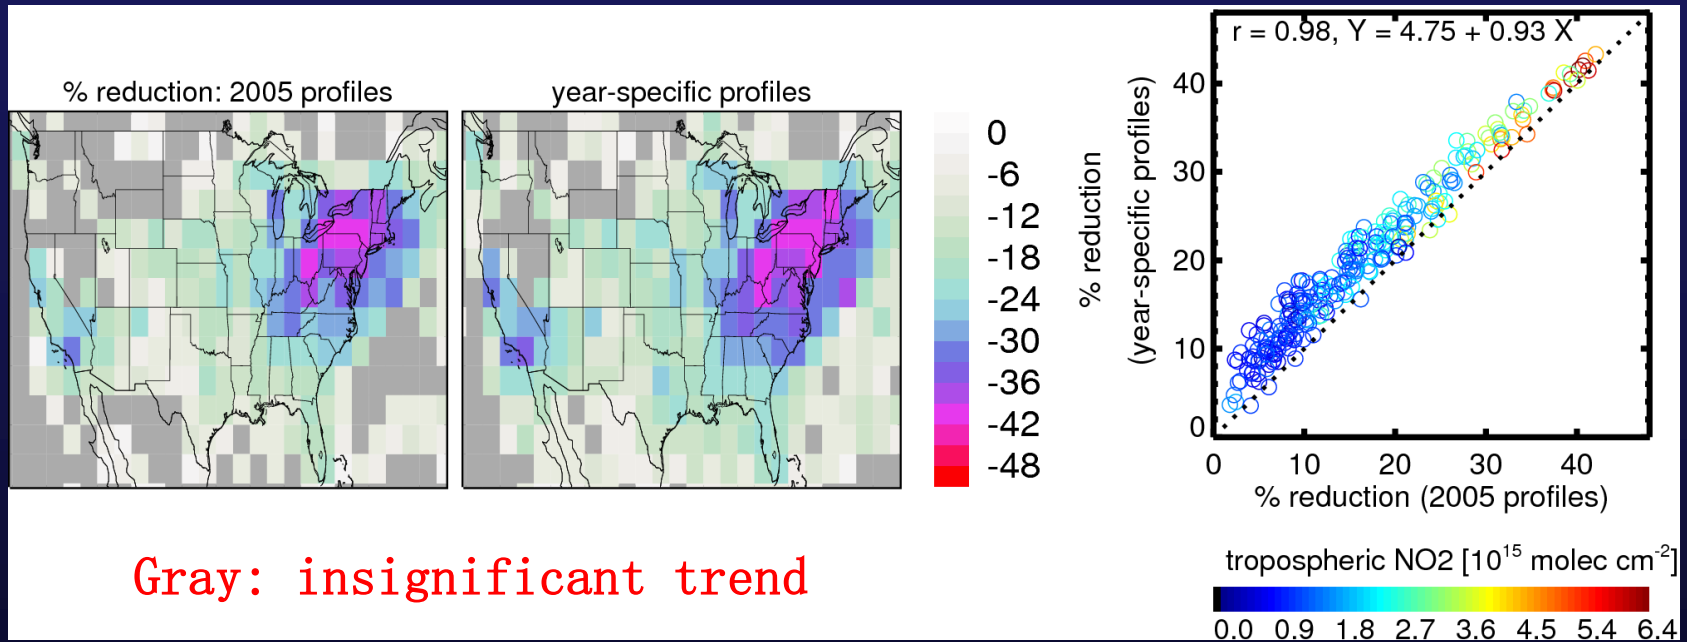 % reduction: 2005 profiles
year-specific profiles
0
-6
-12
-18
-24
-30
-36
-42
-48
% reduction
Gray: insignificant trend
r = 0.98, Y = 4.75 + 0.93 X
% reduction
(year-specific profiles)
40
30
20
10
0
0 10 20 30 40
% reduction (2005 profiles)
tropospheric NO2 [10^15 molec cm^-2]
0.0 0.9 1.8 2.7 3.6 4.5 5.4 6.4